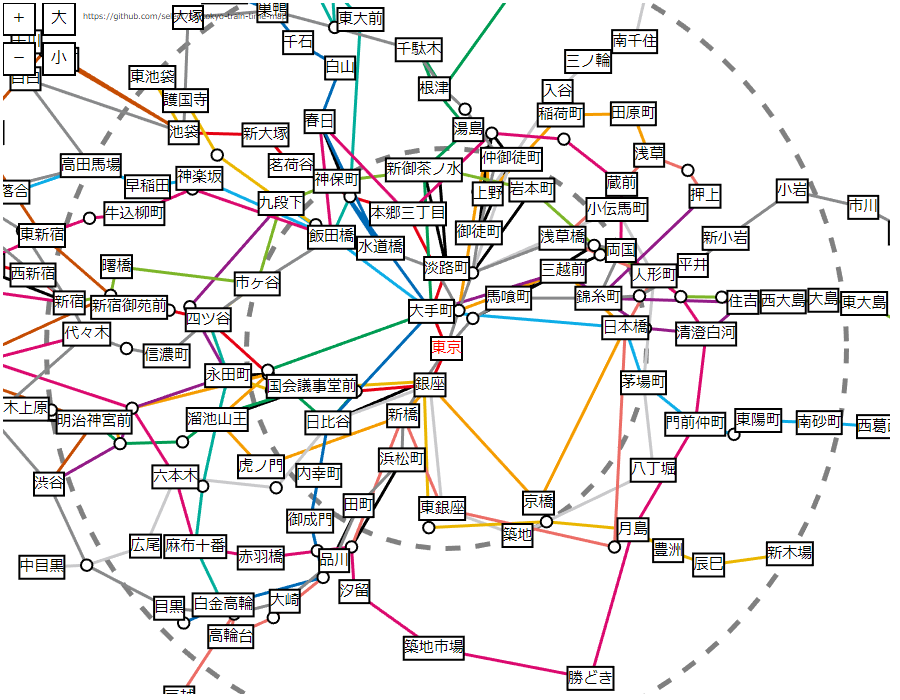 +
大
−
小
大塚
巣鴨
東大前
千石
千駄木
南千住
三ノ輪
白山
東池袋
目白
根津
入谷
護国寺
稲荷町
田原町
春日
湯島
池袋
新大塚
浅草
仲御徒町
高田馬場
茗荷谷
新御茶ノ水
神楽坂
神保町
早稲田
蔵前
落合
上野
岩本町
押上
小岩
九段下
牛込柳町
本郷三丁目
小伝馬町
市川
東新宿
飯田橋
御徒町
浅草橋
新小岩
水道橋
両国
曙橋
西新宿
淡路町
三越前
人形町
平井
市ヶ谷
新宿
新宿御苑前
馬喰町
錦糸町
住吉
西大島
大島
東大島
大手町
四ツ谷
代々木
日本橋
清澄白河
信濃町
東京
永田町
国会議事堂前
銀座
茅場町
木上原
明治神宮前
溜池山王
日比谷
新橋
門前仲町
東陽町
南砂町
西葛西
渋谷
六本木
虎ノ門
内幸町
浜松町
八丁堀
田町
東銀座
京橋
御成門
築地
月島
広尾
麻布十番
赤羽橋
品川
豊洲
辰巳
新木場
中目黒
汐留
目黒
白金高輪
大崎
高輪台
築地市場
勝どき